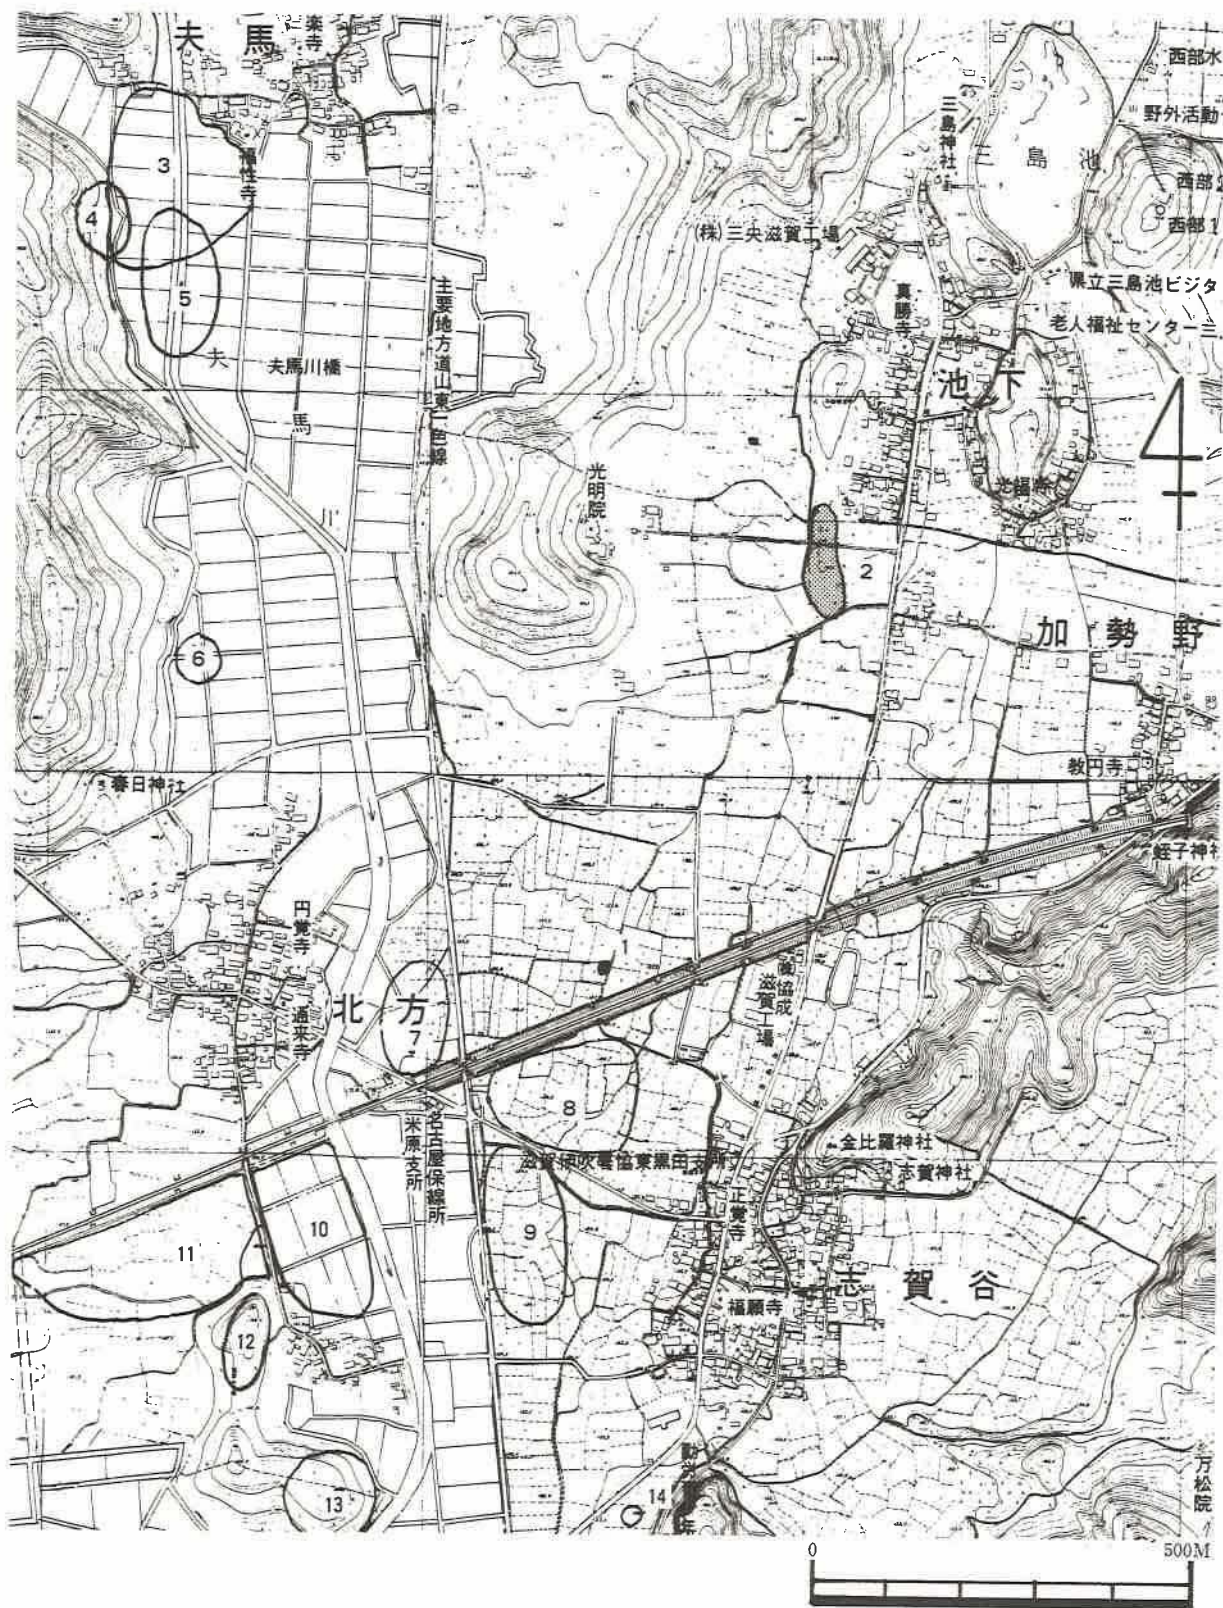 夫馬
楽寺
西部水
三島神社
野外活動
三島池
3
福性寺
西部2
4
西部1
(株)三央滋賀工場
5
主要地方道山東一色線
県立三島池ビジタ
真勝寺
老人福祉センター三
夫馬川橋
夫
馬
川
池下
光明院
2
加勢野
6
教円寺
春日神社
蛭子神社
円覚寺
1
北方
通来寺
7
(株)協成滋賀工場
8
名古屋保線所
米原支所
金比羅神社
志賀神社
正覚寺
10
9
11
志賀谷
福願寺
12
13
14
万松院
0
500M